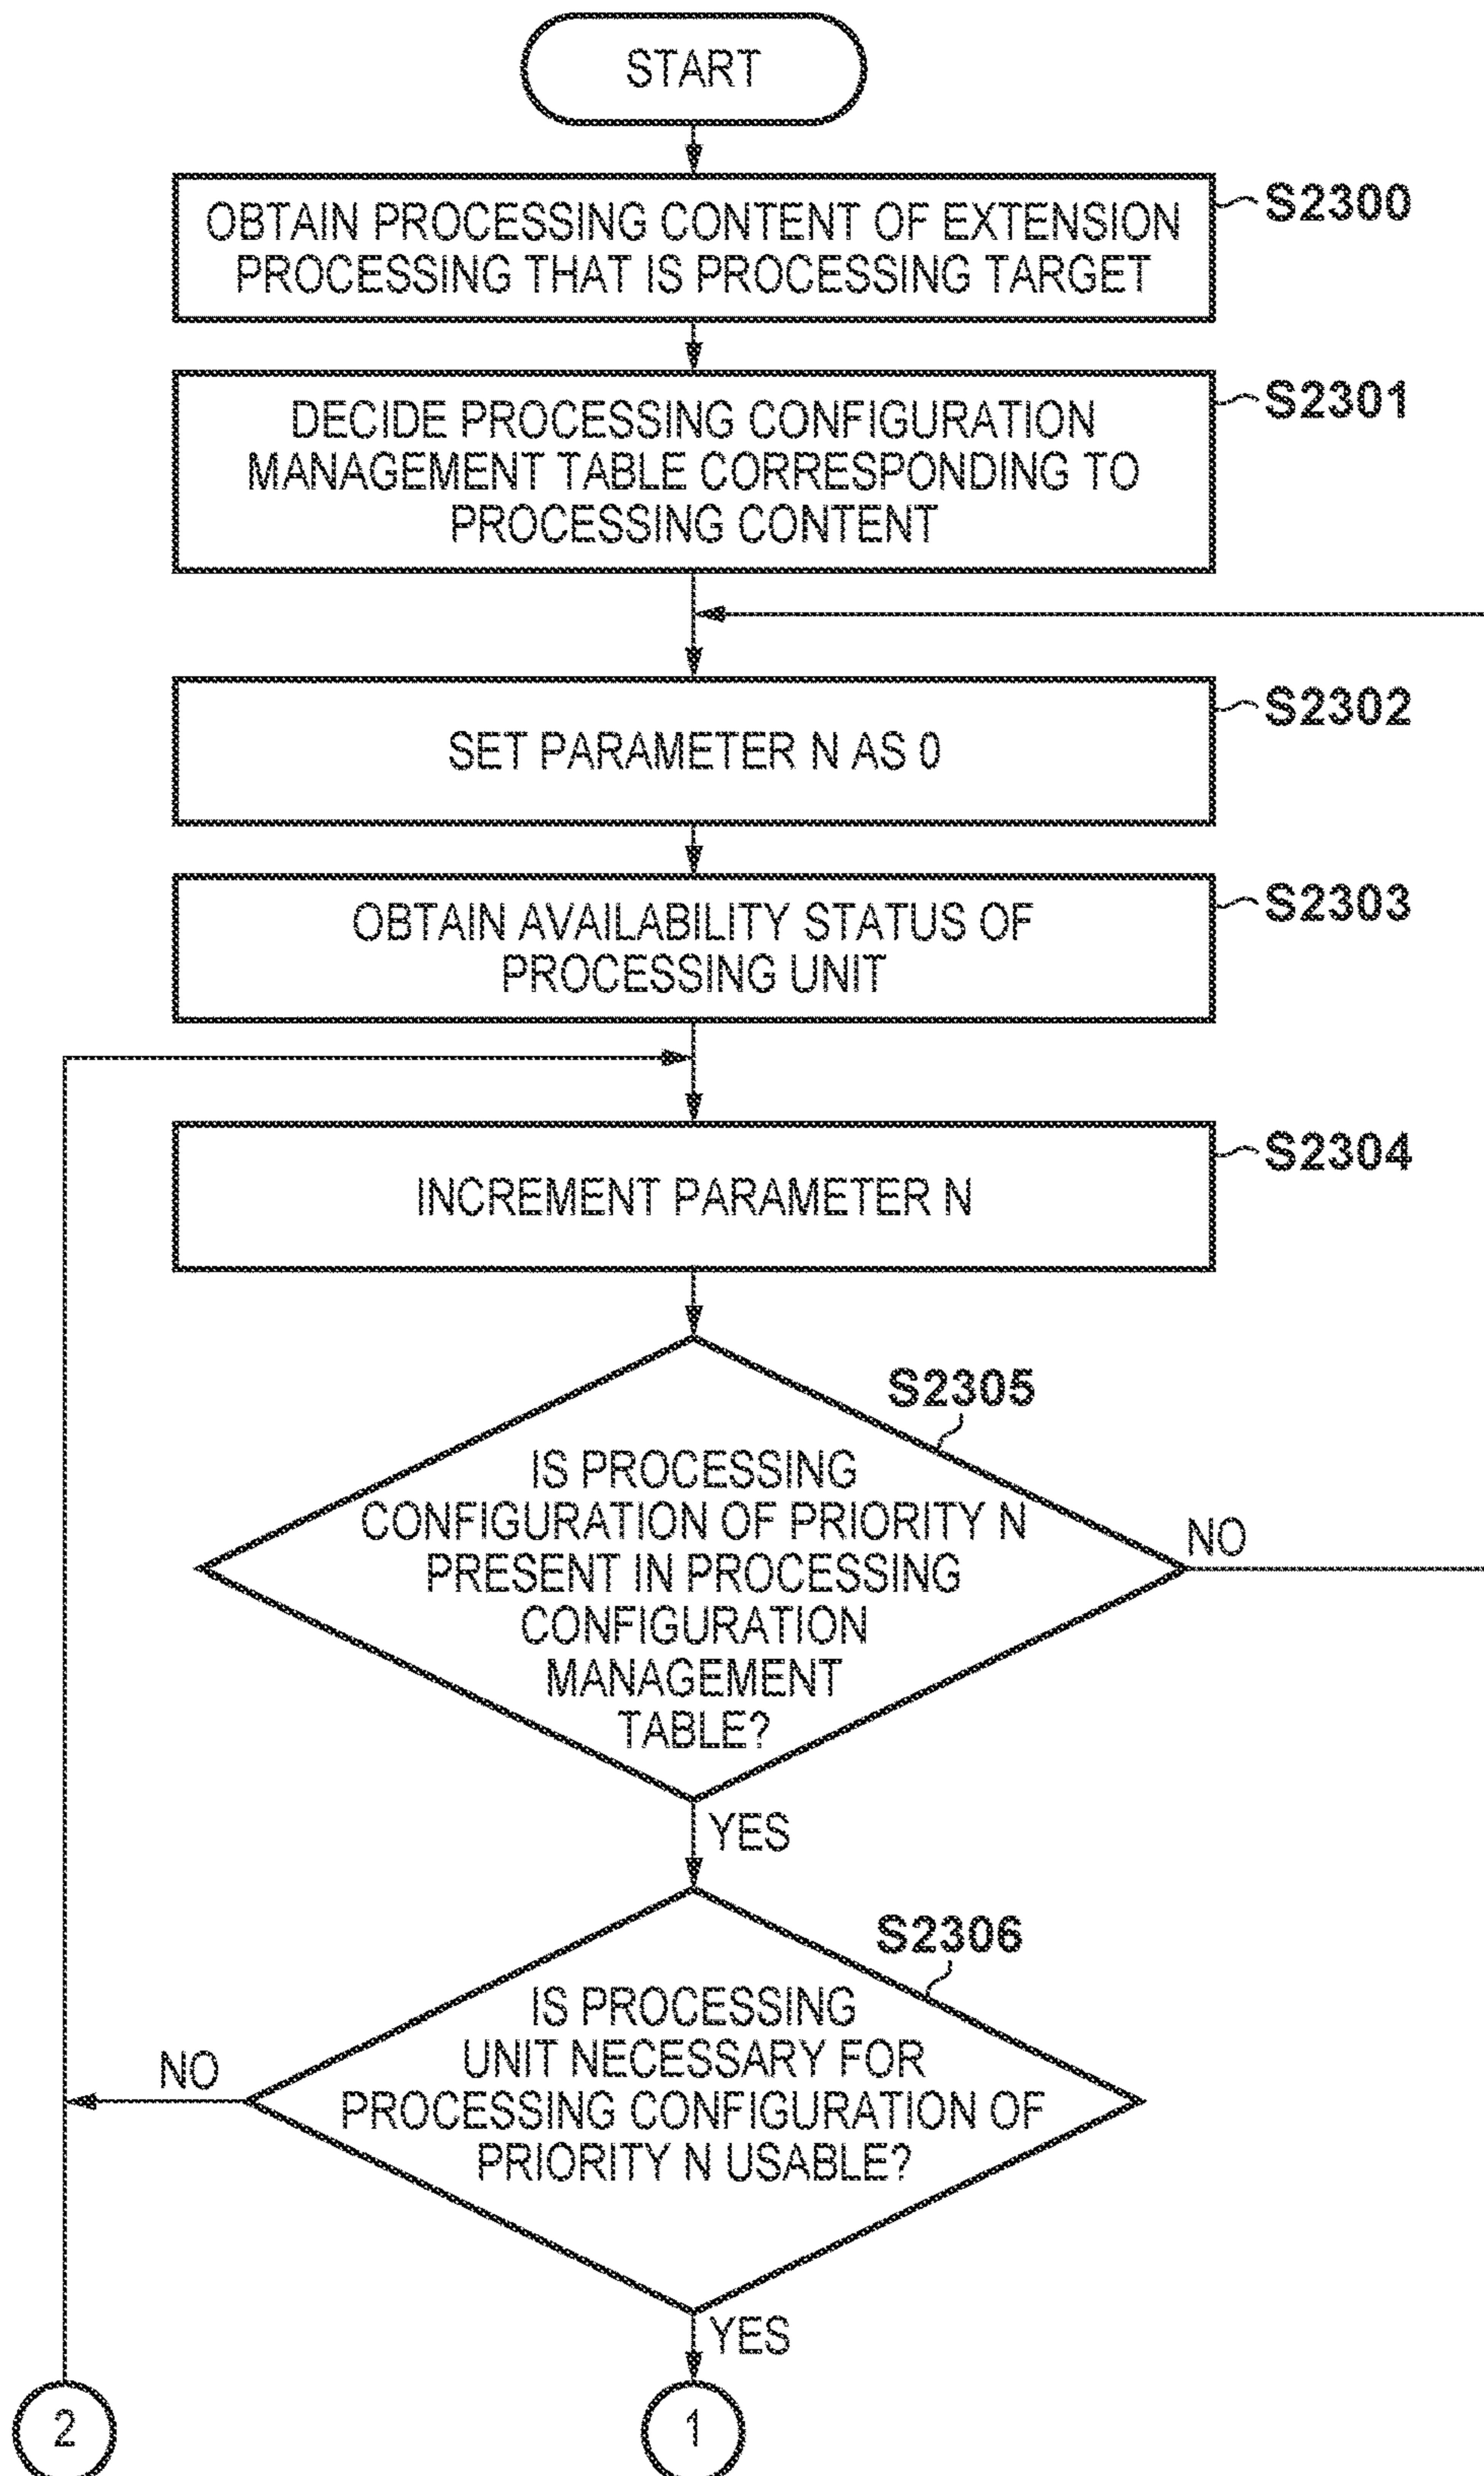 START
OBTAIN PROCESSING CONTENT OF EXTENSION
PROCESSING THAT IS PROCESSING TARGET
S2300
DECIDE PROCESSING CONFIGURATION
MANAGEMENT TABLE CORRESPONDING TO
PROCESSING CONTENT
S2301
SET PARAMETER N AS 0
S2302
OBTAIN AVAILABILITY STATUS OF
PROCESSING UNIT
S2303
INCREMENT PARAMETER N
S2304
S2305
IS PROCESSING
CONFIGURATION OF PRIORITY N
PRESENT IN PROCESSING
CONFIGURATION
MANAGEMENT
TABLE?
NO
YES
S2306
IS PROCESSING
UNIT NECESSARY FOR
PROCESSING CONFIGURATION OF
PRIORITY N USABLE?
NO
YES
2
1